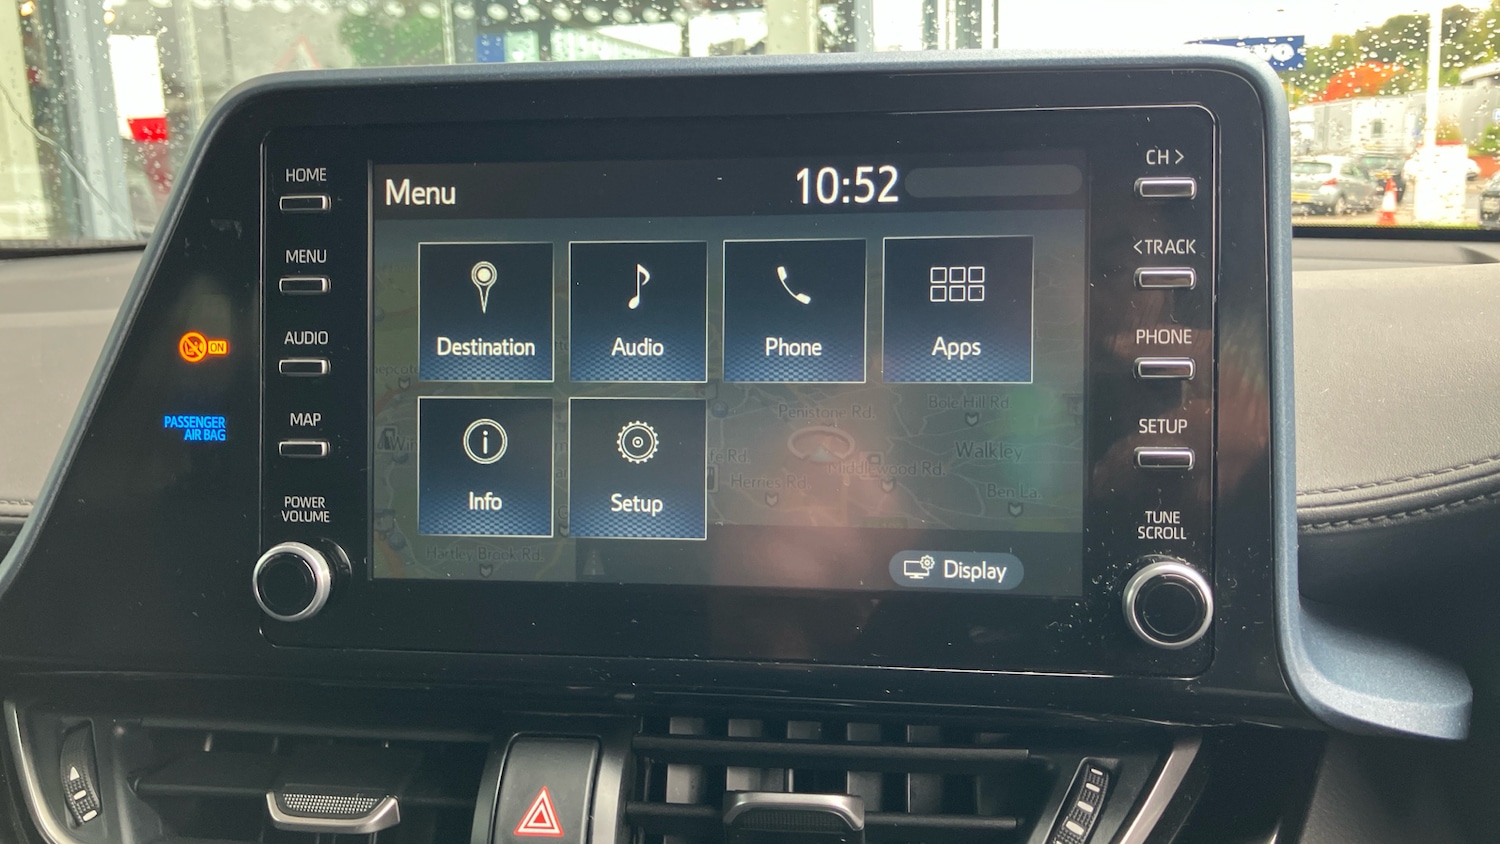 HOME
MENU
AUDIO
MAP
POWER
VOLUME
ON
PASSENGER
AIR BAG
Menu
10:52
Destination
Audio
Phone
Apps
Info
Setup
Penistone Rd.
Bole Hill Rd.
Walkley
Middlewood Rd.
Herries Rd.
Ben La.
Hartley Brook Rd.
Display
CH >
< TRACK
PHONE
SETUP
TUNE
SCROLL